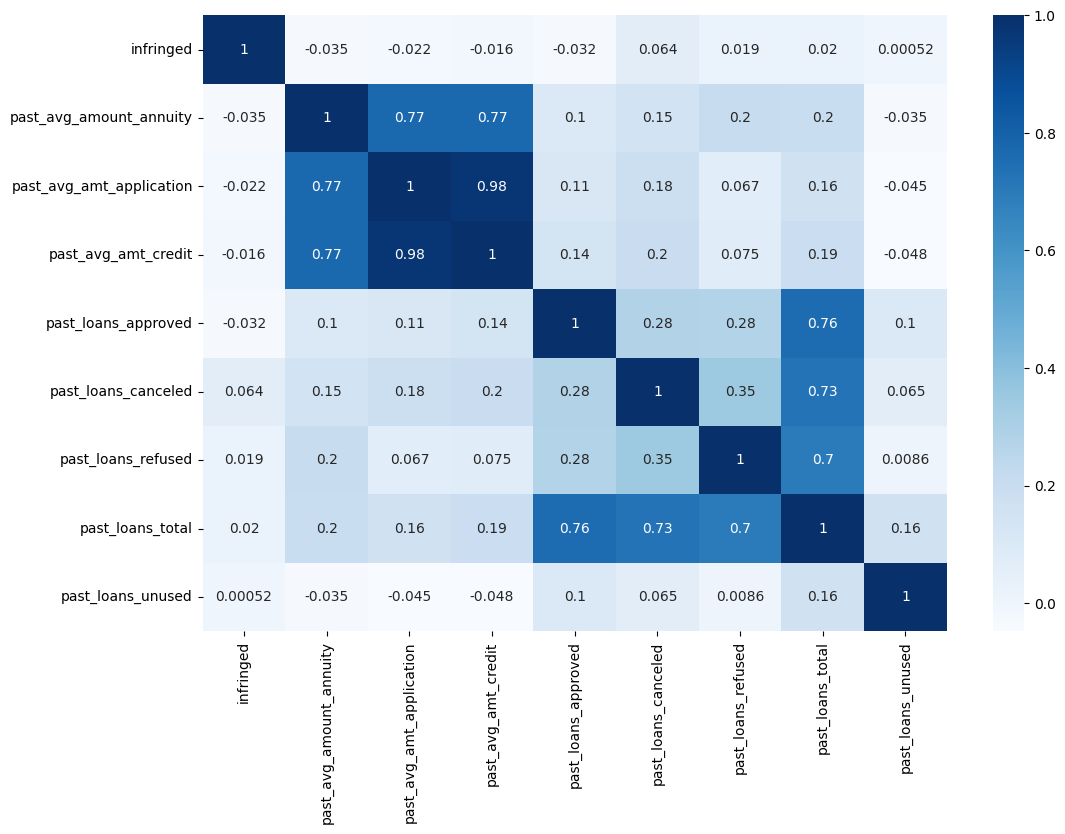 infringed 1 -0.035 -0.022 -0.016 -0.032 0.064 0.019 0.02 0.00052
past_avg_amount_annuity -0.035 1 0.77 0.77 0.1 0.15 0.2 0.2 -0.035
past_avg_amt_application -0.022 0.77 1 0.98 0.11 0.18 0.067 0.16 -0.045
past_avg_amt_credit -0.016 0.77 0.98 1 0.14 0.2 0.075 0.19 -0.048
past_loans_approved -0.032 0.1 0.11 0.14 1 0.28 0.28 0.76 0.1
past_loans_canceled 0.064 0.15 0.18 0.2 0.28 1 0.35 0.73 0.065
past_loans_refused 0.019 0.2 0.067 0.075 0.28 0.35 1 0.7 0.0086
past_loans_total 0.02 0.2 0.16 0.19 0.76 0.73 0.7 1 0.16
past_loans_unused 0.00052 -0.035 -0.045 -0.048 0.1 0.065 0.0086 0.16 1
infringed
past_avg_amount_annuity
past_avg_amt_application
past_avg_amt_credit
past_loans_approved
past_loans_canceled
past_loans_refused
past_loans_total
past_loans_unused
1.0
0.8
0.6
0.4
0.2
0.0